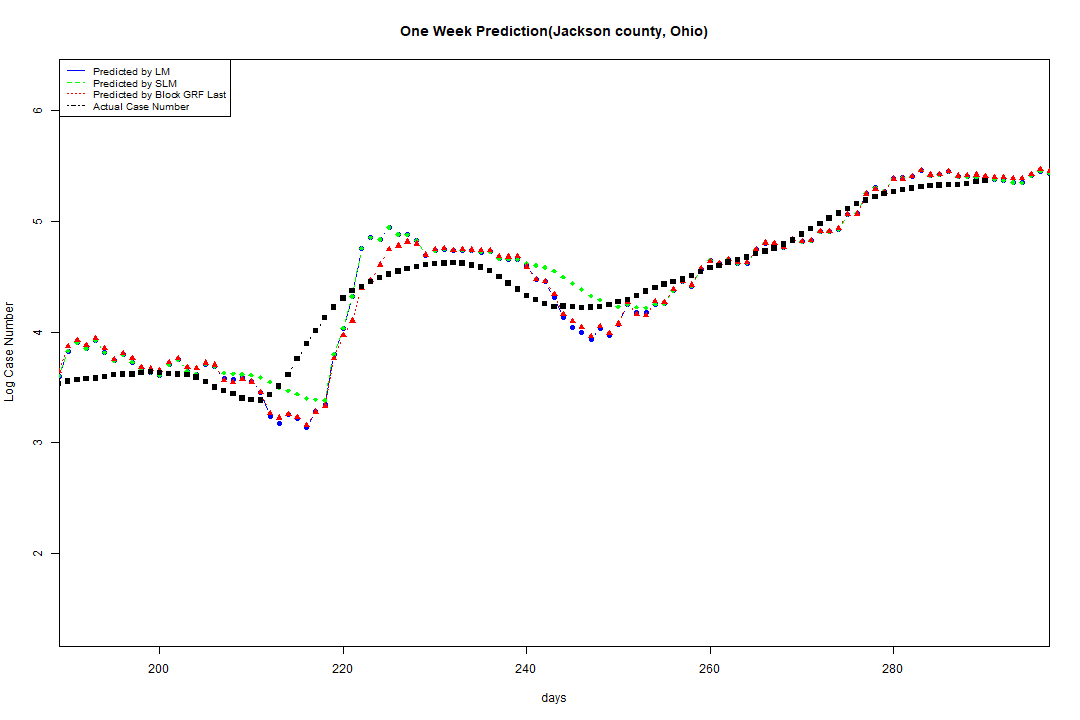 One Week Prediction(Jackson county, Ohio)
Predicted by LM
Predicted by SLM
Predicted by Block GRF Last
Actual Case Number
6
5
4
3
2
Log Case Number
200 220 240 260 280
days